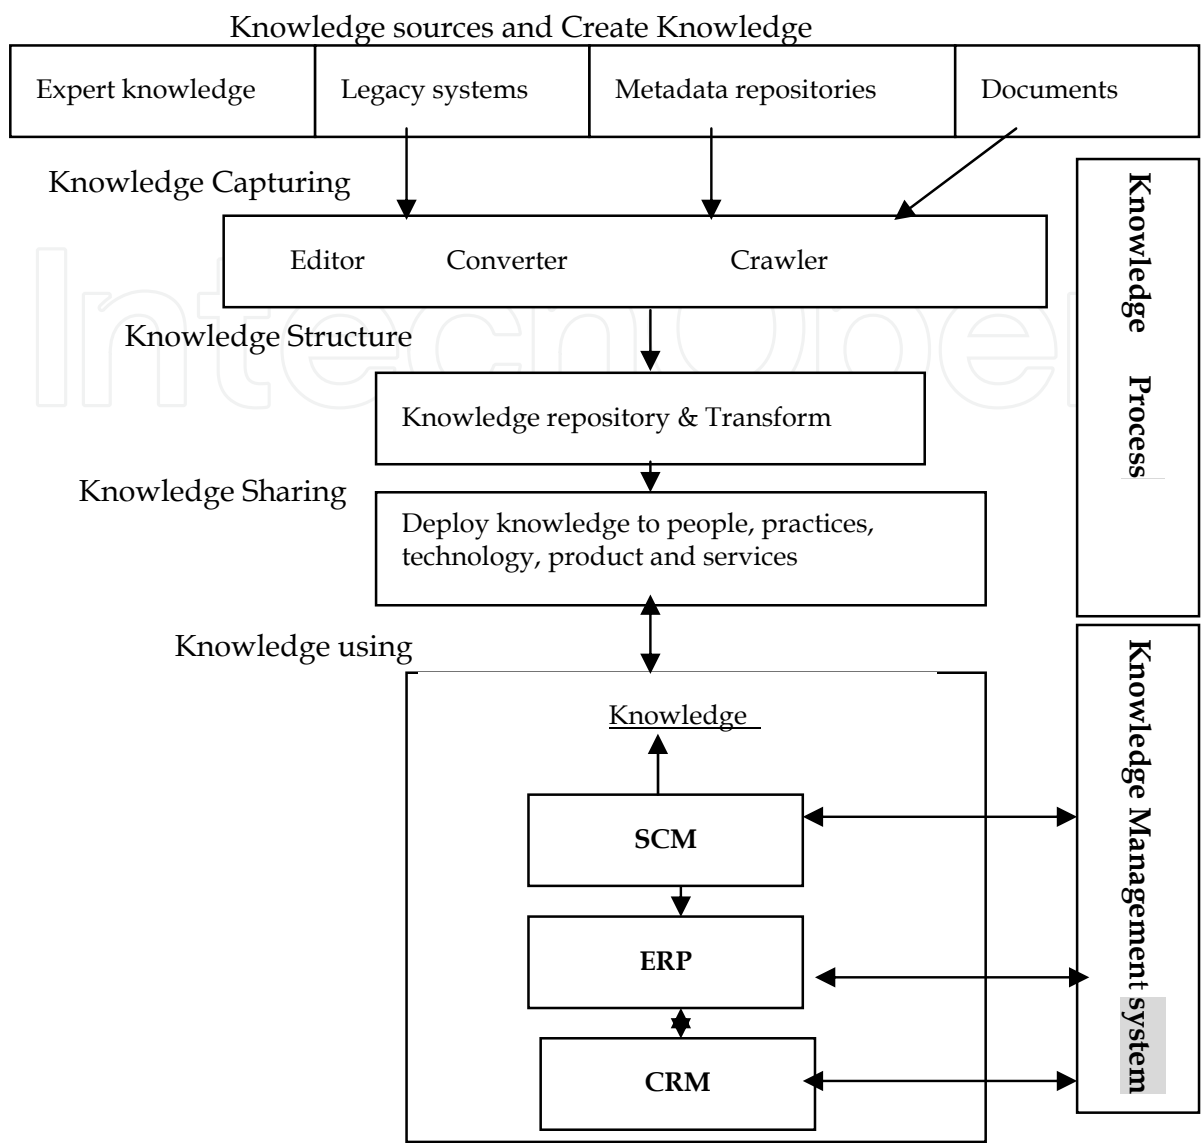 Knowledge sources and Create Knowledge
Expert knowledge
Legacy systems
Metadata repositories
Documents
Knowledge Capturing
Editor
Converter
Crawler
Knowledge Structure
Knowledge repository & Transform
Knowledge Sharing
Deploy knowledge to people, practices,
technology, product and services
Knowledge using
Knowledge
SCM
ERP
CRM
Knowledge Process
Knowledge Management system
IntechOpen